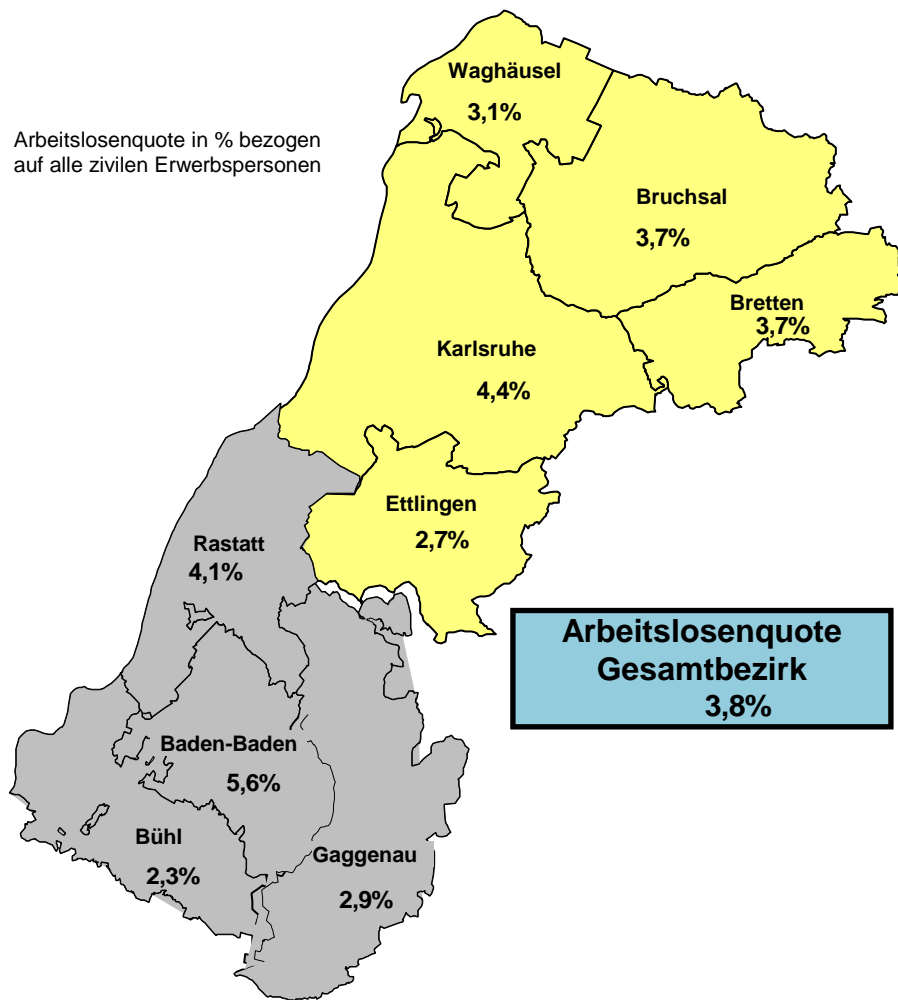 Waghäusel
3,1%
Arbeitslosenquote in % bezogen
auf alle zivilen Erwerbspersonen
Bruchsal
3,7%
Bretten
3,7%
Karlsruhe
4,4%
Ettlingen
2,7%
Rastatt
4,1%
Arbeitslosenquote
Gesamtbezirk
3,8%
Baden-Baden
5,6%
Bühl
2,3%
Gaggenau
2,9%